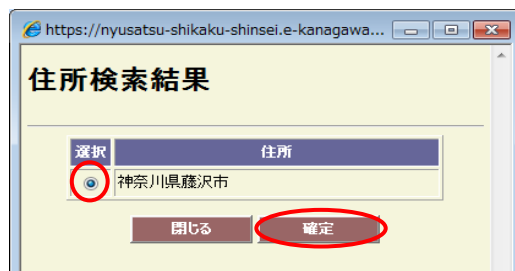 https://nyusatsu-shikaku-shinsei.e-kanagawa...
住所検索結果
選択 住所
神奈川県藤沢市
閉じる 確定